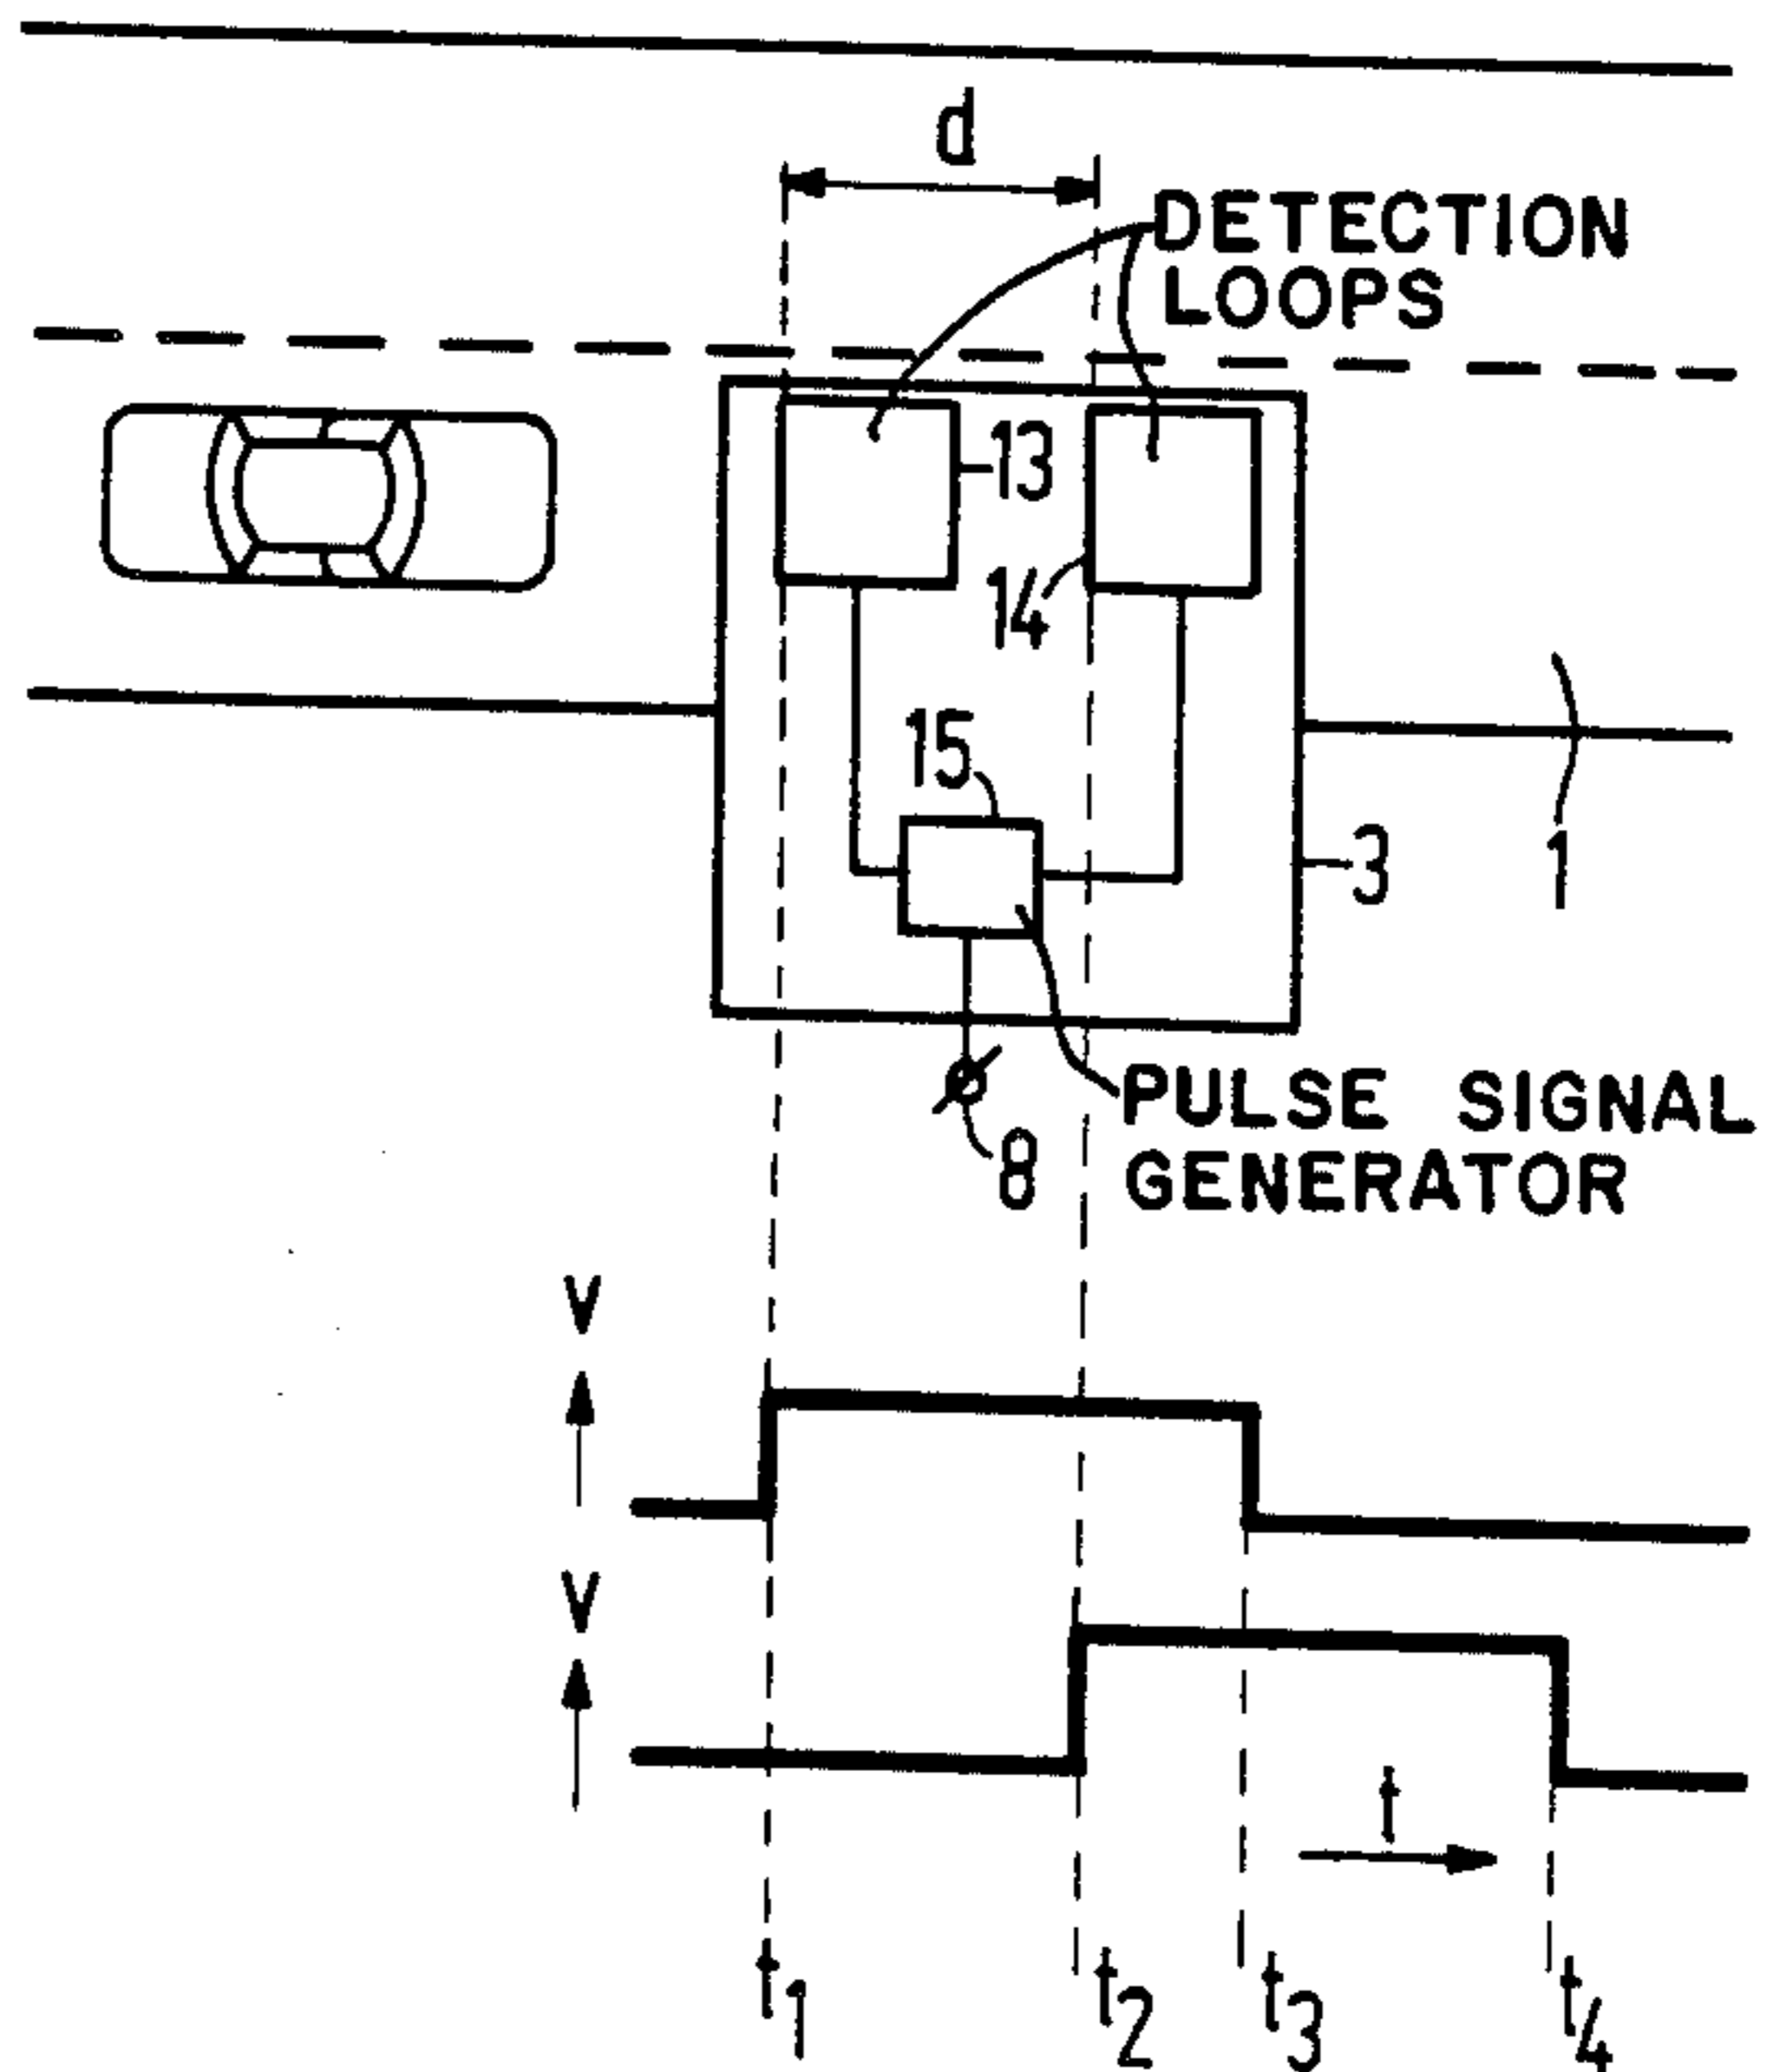 d
DETECTION
LOOPS
13
14
15
3
1
8
PULSE SIGNAL
GENERATOR
V
V
t
t1
t2
t3
t4